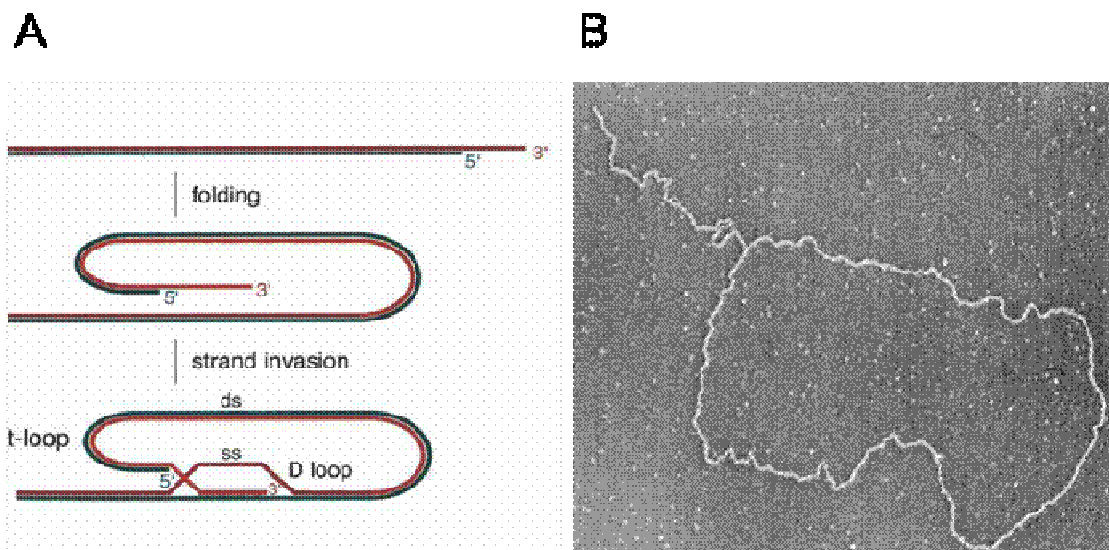 A
B
5' 3'
folding
5' 3'
strand invasion
ds
t-loop
ss
D loop
5' 3'